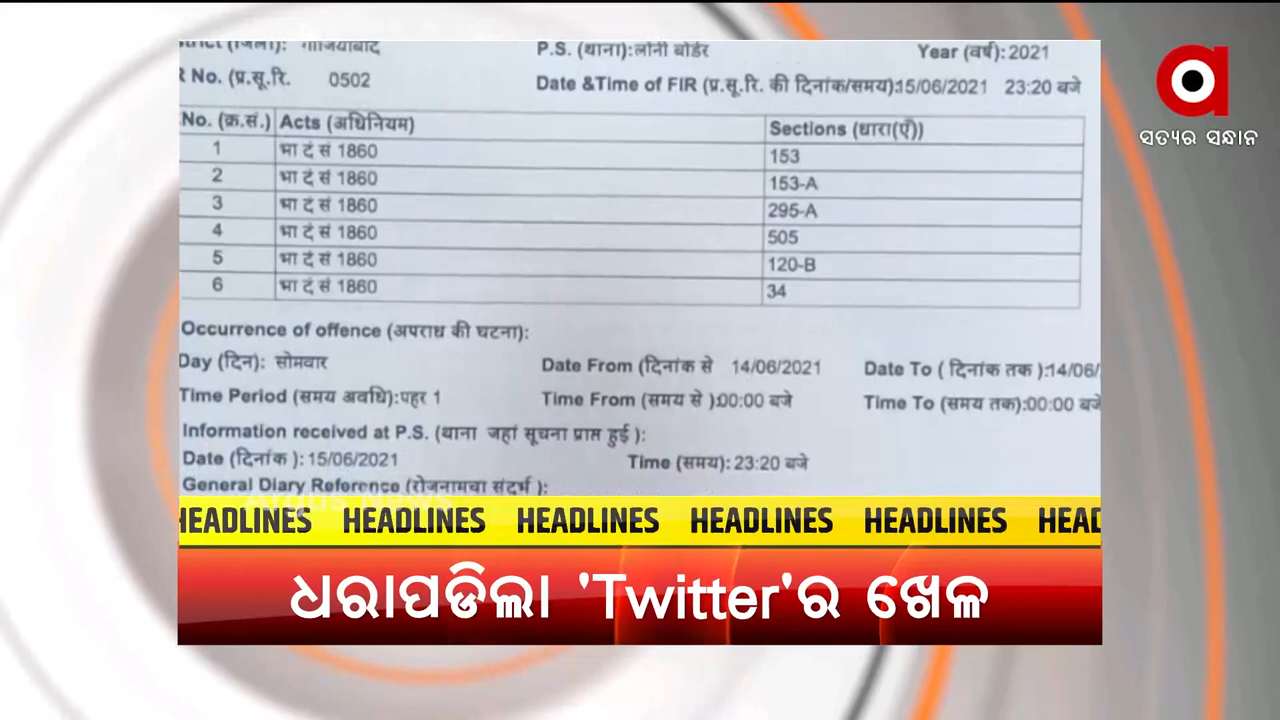 (जिला): गाजियाबाद P.S. (थाना):लोनी बोर्डर Year (वर्ष): 2021
No. (प्र.सू.रि. 0502 Date &Time of FIR (प्र.सू.रि. की दिनांक/समय):15/06/2021 23:20 बजे
ସତ୍ୟର ସନ୍ଧାନ
No. (क्र.सं.) Acts (अधिनियम) Sections (धारा(एँ))
1 भा दं सं 1860 153
2 भा दं सं 1860 153-A
3 भा दं सं 1860 295-A
4 भा दं सं 1860 505
5 भा दं सं 1860 120-B
6 भा दं सं 1860 34
Occurrence of offence (अपराध की घटना):
Day (दिन): सोमवार Date From (दिनांक से 14/06/2021 Date To ( दिनांक तक ):14/06/
Time Period (समय अवधि):पहर 1 Time From (समय से ):00:00 बजे Time To (समय तक):00:00 बजे
Information received at P.S. (थाना जहां सूचना प्राप्त हुई ):
Date (दिनांक ): 15/06/2021 Time (समय): 23:20 बजे
General Diary Reference (रोजनामचा संदर्भ ):
Argus News
HEADLINES HEADLINES HEADLINES HEADLINES HEADLINES HEAD
ଧରାପଡିଲା 'Twitter'ର ଖେଳ